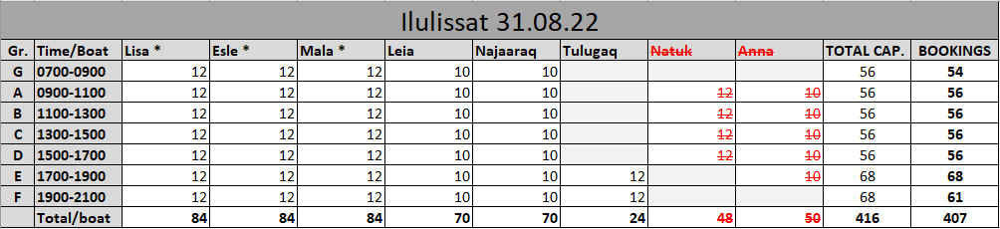 Ilulissat 31.08.22
Gr. Time/Boat Lisa * Esle * Mala * Leia Najaaraq Tulugaq Natuk Anna TOTAL CAP. BOOKINGS
G 0700-0900 12 12 12 10 10 56 54
A 0900-1100 12 12 12 10 10 12 10 56 56
B 1100-1300 12 12 12 10 10 12 10 56 56
C 1300-1500 12 12 12 10 10 12 10 56 56
D 1500-1700 12 12 12 10 10 12 10 56 56
E 1700-1900 12 12 12 10 10 12 10 68 68
F 1900-2100 12 12 12 10 10 12 68 61
Total/boat 84 84 84 70 70 24 48 50 416 407